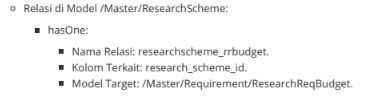 Relasi di Model /Master/ResearchScheme:
hasOne:
Nama Relasi: researchscheme_rrbudget.
Kolom Terkait: research_scheme_id.
Model Target: /Master/Requirement/ResearchReqBudget.